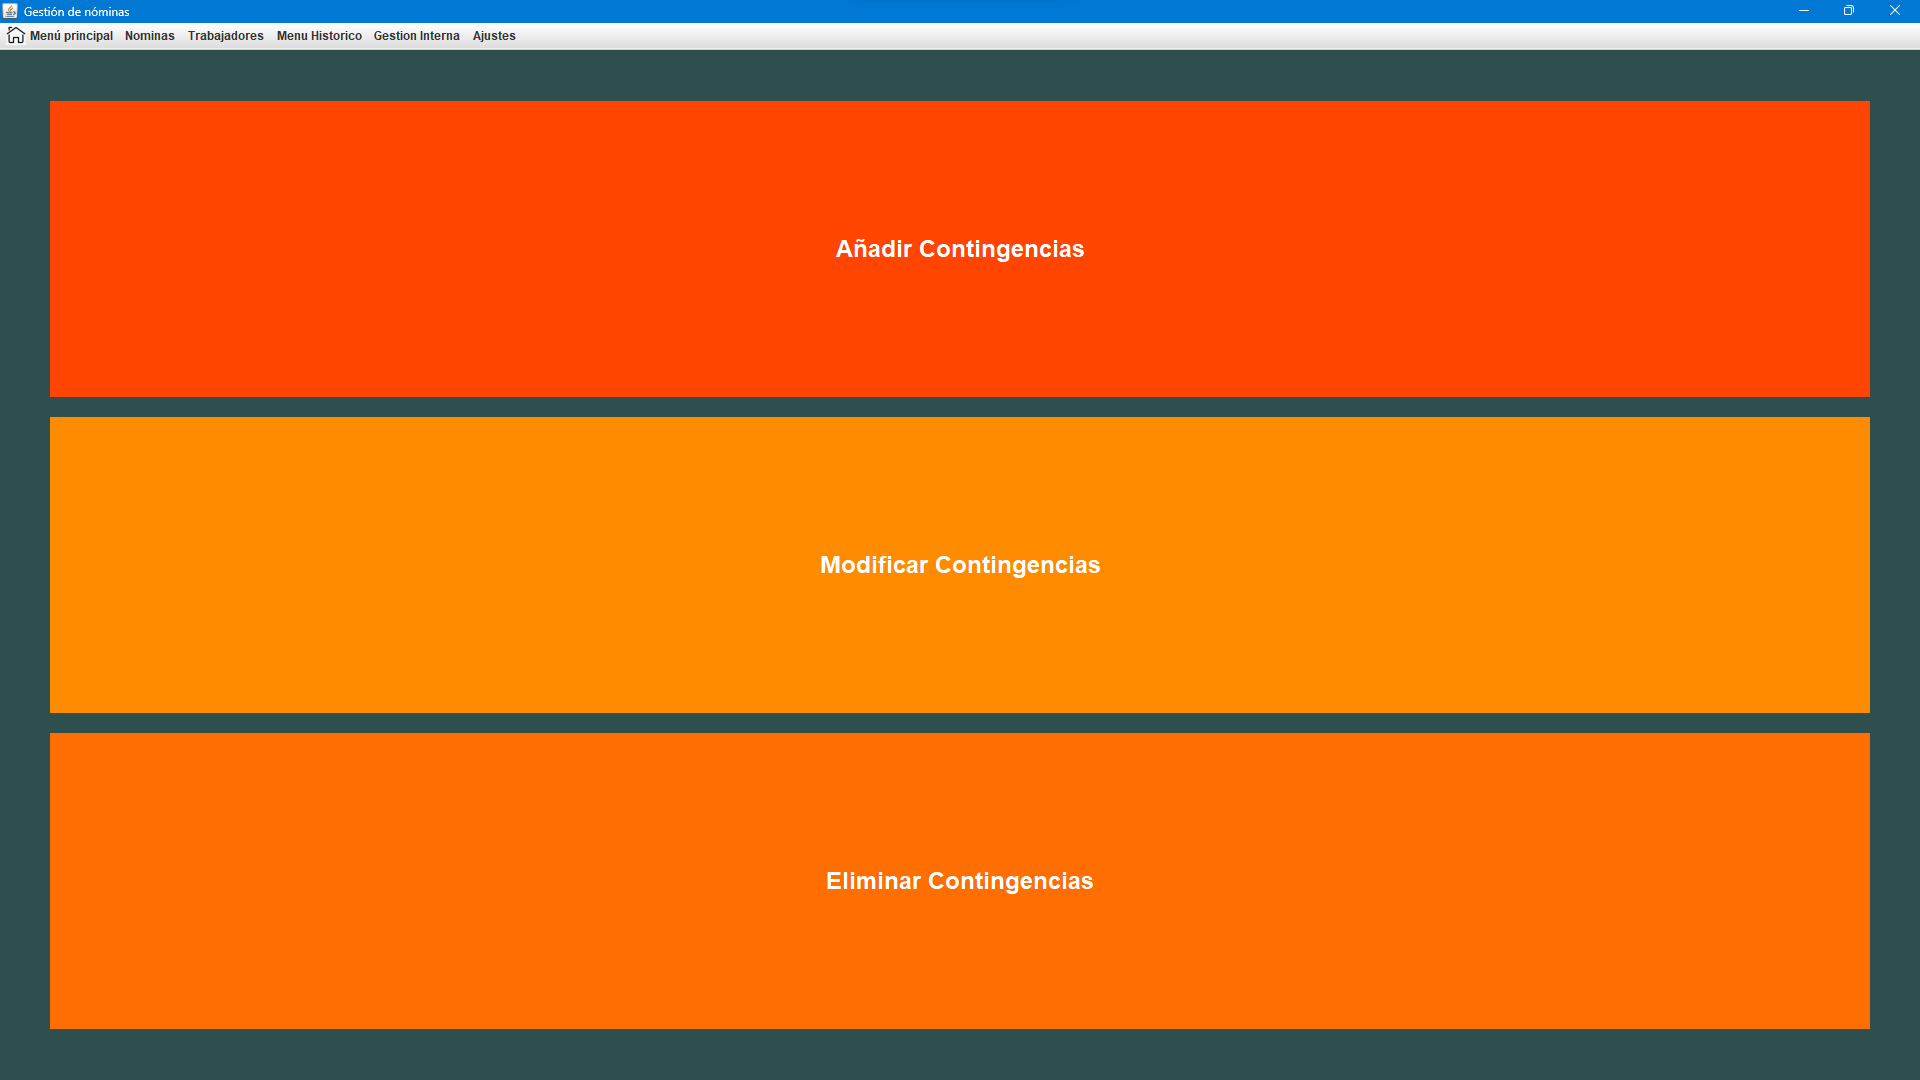 Gestión de nóminas
Menú principal Nominas Trabajadores Menu Historico Gestion Interna Ajustes
Añadir Contingencias
Modificar Contingencias
Eliminar Contingencias